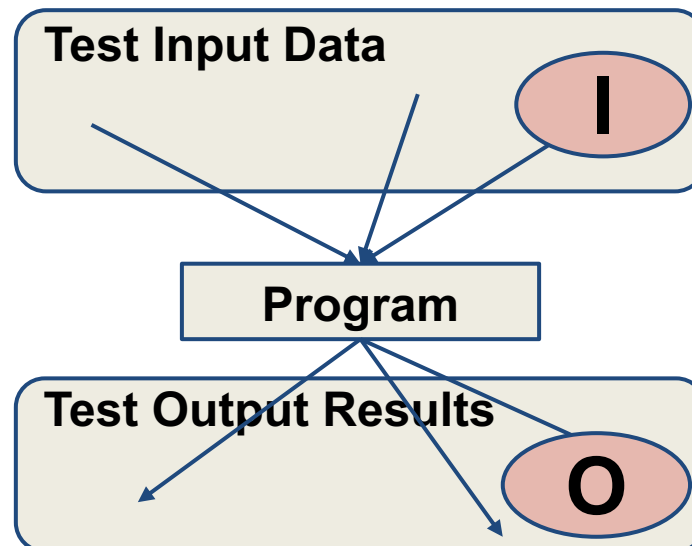 Test Input Data
I
Program
Test Output Results
O